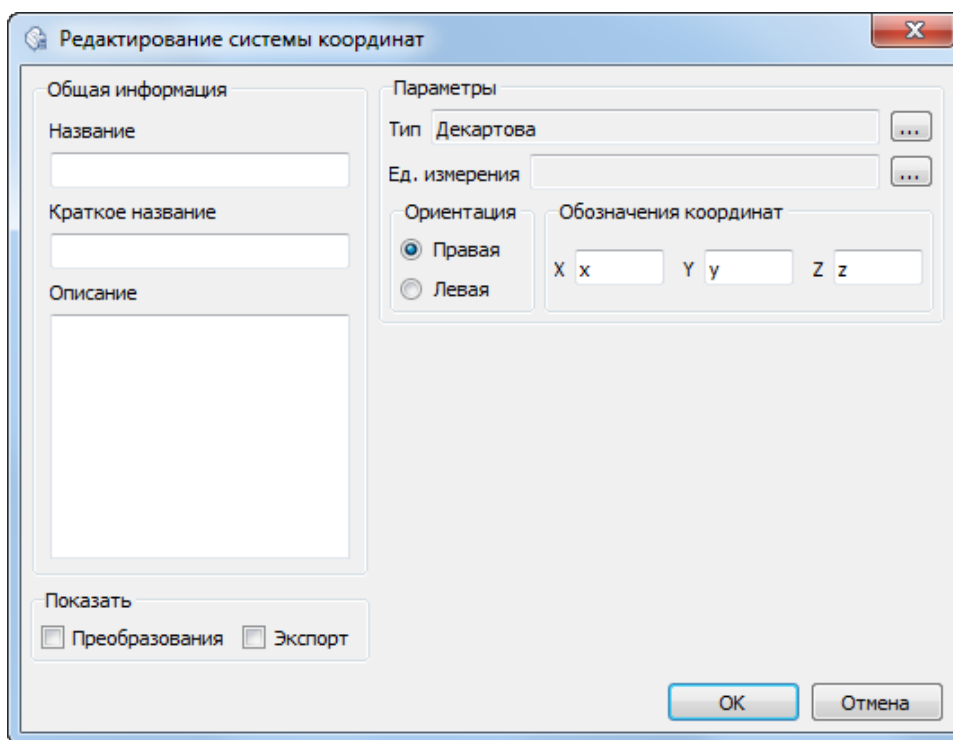 Редактирование системы координат
Общая информация
Название
Краткое название
Описание
Показать
Преобразования Экспорт
Параметры
Тип Декартова ...
Ед. измерения ...
Ориентация
Правая
Левая
Обозначения координат
X x Y y Z z
OK Отмена